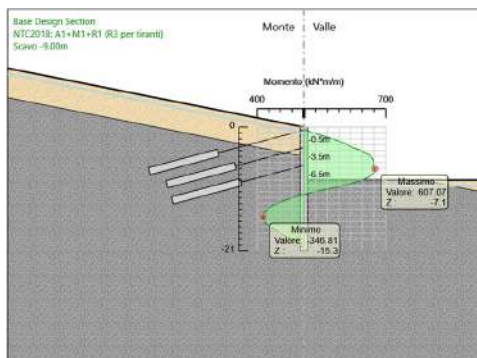 Base Design Section
NTC2018: A1+M1+R1 (R3 per tiranti)
Scavo -9.00m
Monte Valle
Momento (kN*m/m)
400 700
0
-0.5m
-3.5m
-6.5m
Massimo
Valore: 607.07
Z -7.1
Minimo
Valore: -346.81
Z : -15.3
-21